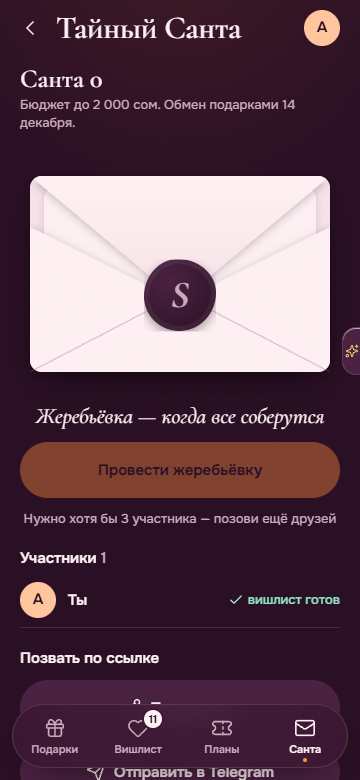 Тайный Санта
А
Санта о
Бюджет до 2 000 сом. Обмен подарками 14
декабря.
S
Жеребьёвка — когда все соберутся
Провести жеребьёвку
Нужно хотя бы 3 участника — позови ещё друзей
Участники 1
А
Ты
вишлист готов
Позвать по ссылке
11
Подарки
Вишлист
Планы
Санта
Отправить в Telegram